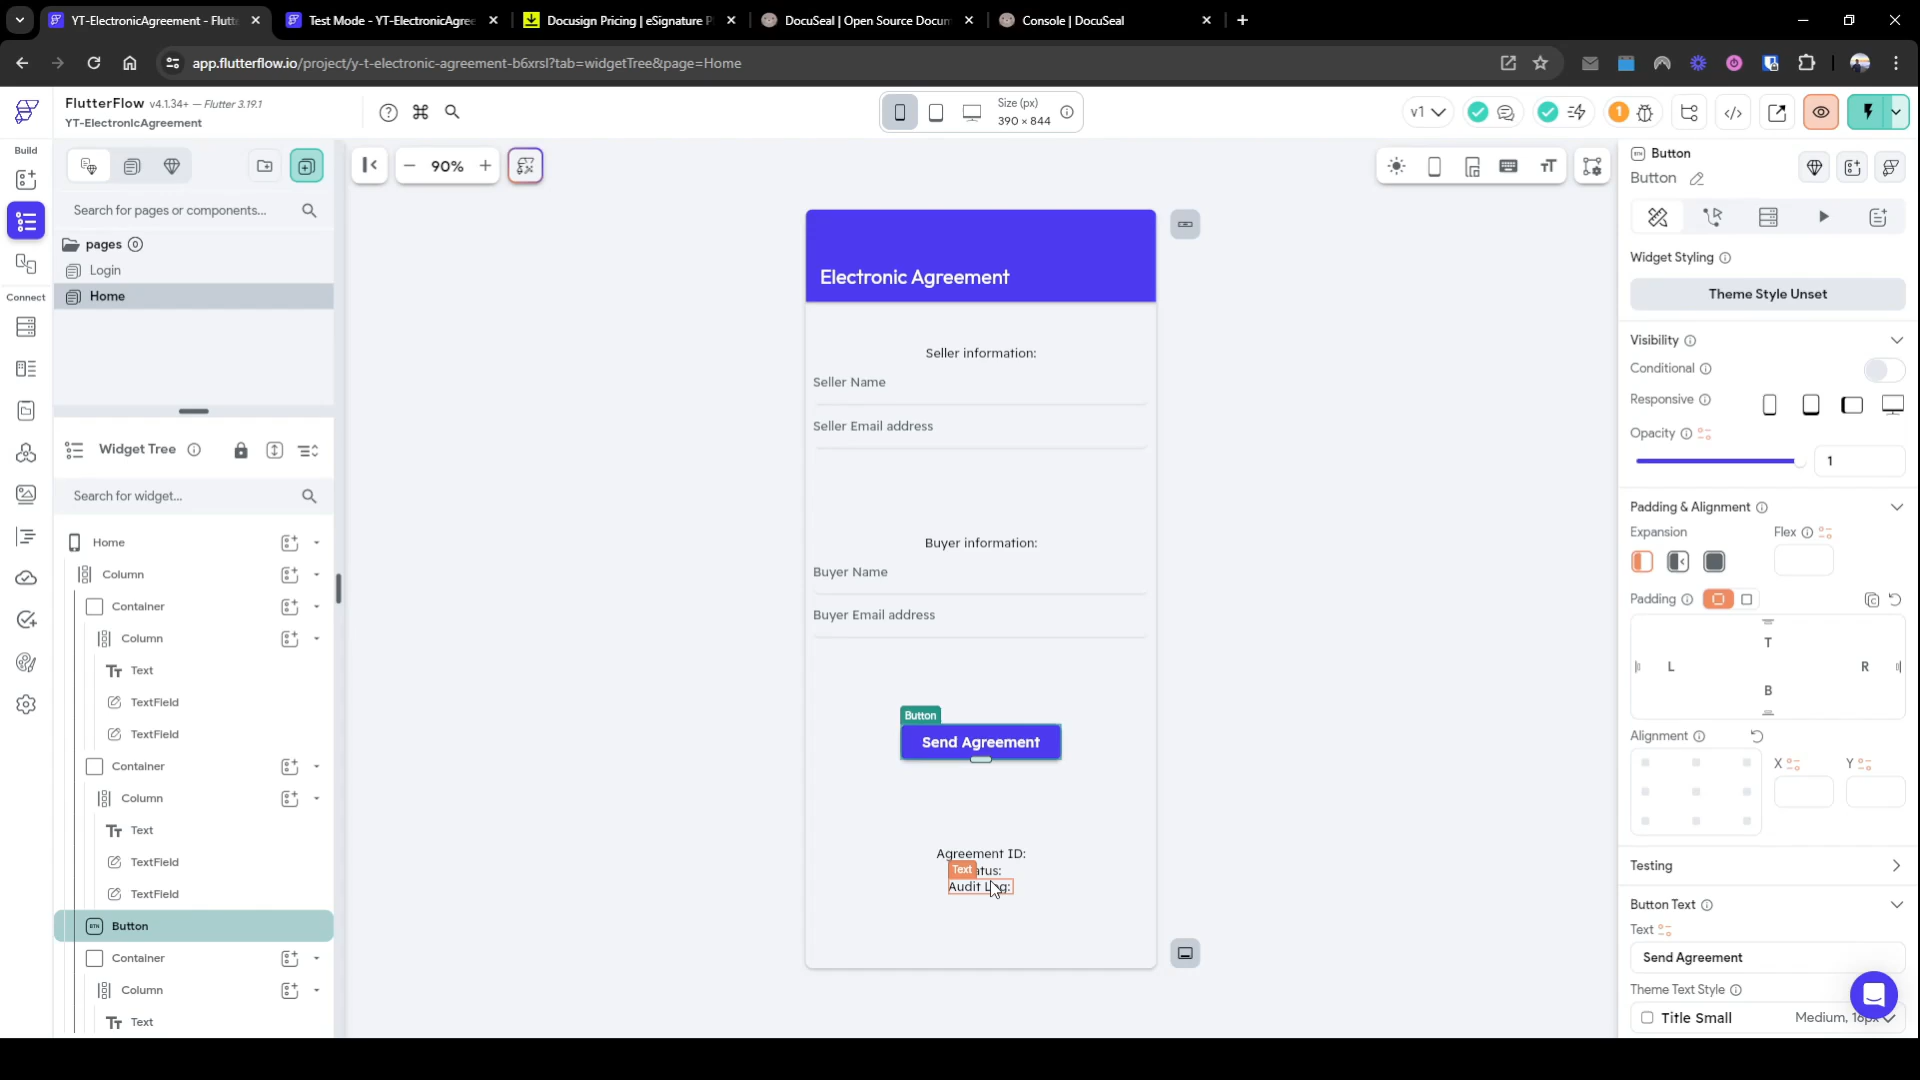 YT-ElectronicAgreement - Flutt
Test Mode - YT-ElectronicAgree
Docusign Pricing | eSignature P
DocuSeal | Open Source Docum
Console | DocuSeal
app.flutterflow.io/project/y-t-electronic-agreement-b6xrsl?tab=widgetTree&page=Home
FlutterFlow v4.1.34+ — Flutter 3.19.1
YT-ElectronicAgreement
Size (px)
390 × 844
v1
1
Build
Connect
90%
Search for pages or components...
pages
Login
Home
Widget Tree
Search for widget...
Home
Column
Container
Column
Text
TextField
TextField
Container
Column
Text
TextField
TextField
Button
Container
Column
Text
Electronic Agreement
Seller information:
Seller Name
Seller Email address
Buyer information:
Buyer Name
Buyer Email address
Button
Send Agreement
Agreement ID:
Text
tus:
Audit Log:
Button
Button
Widget Styling
Theme Style Unset
Visibility
Conditional
Responsive
Opacity
1
Padding & Alignment
Expansion
Flex
Padding
T
L
R
B
Alignment
X
Y
Testing
Button Text
Text
Send Agreement
Theme Text Style
Title Small
Medium, 16px